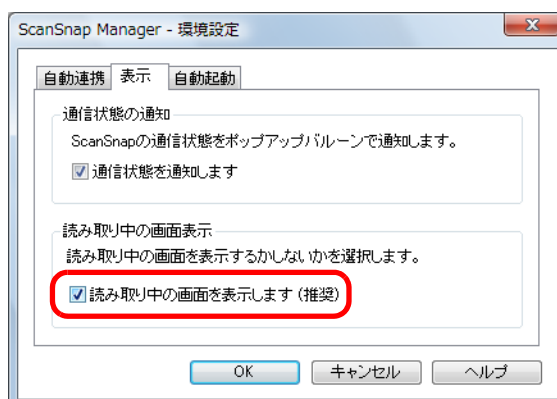 ScanSnap Manager - 環境設定
自動連携 表示 自動起動
通信状態の通知
ScanSnapの通信状態をポップアップバルーンで通知します。
通信状態を通知します
読み取り中の画面表示
読み取り中の画面を表示するかしないかを選択します。
読み取り中の画面を表示します(推奨)
OK キャンセル ヘルプ